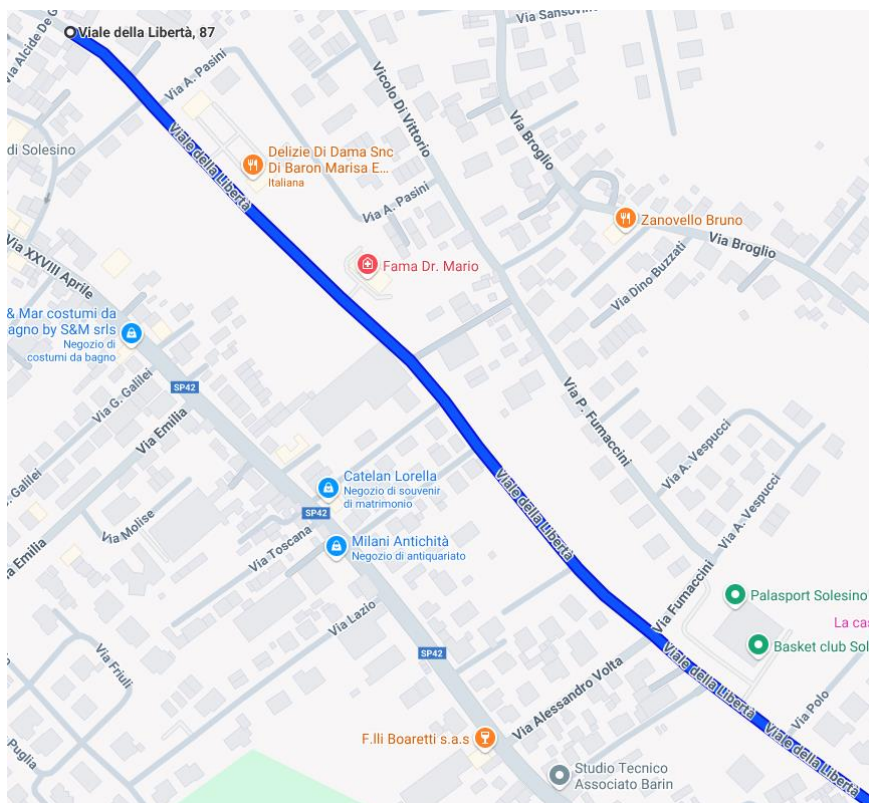 Via Sansovino
Viale della Libertà, 87
Via A. Pasini
Vicolo Di Vittorio
Via Broglio
di Solesino
Viale della Libertà
Delizie Di Dama Snc
Di Baron Marisa E...
Italiana
Via A. Pasini
Zanovello Bruno
Via Broglio
Via XXVIII Aprile
Fama Dr. Mario
Via Dino Buzzati
& Mar costumi da
agno by S&M srls
Negozio di
costumi da bagno
SP42
Via G. Galilei
Via Emilia
Via P. Fumaccini
Via A. Vespucci
Galilei
Catelan Lorella
Negozio di souvenir
di matrimonio
SP42
Viale della Libertà
Via A. Vespucci
Via Molise
Via Toscana
Milani Antichità
Negozio di antiquariato
Emilia
Via Fumaccini
Palasport Solesino
Via Lazio
La cas
Basket club Sol
SP42
Via Friuli
Viale della Libertà
Via Alessandro Volta
Via Polo
F.lli Boaretti s.a.s
Viale della Libertà
Puglia
Studio Tecnico
Associato Barin